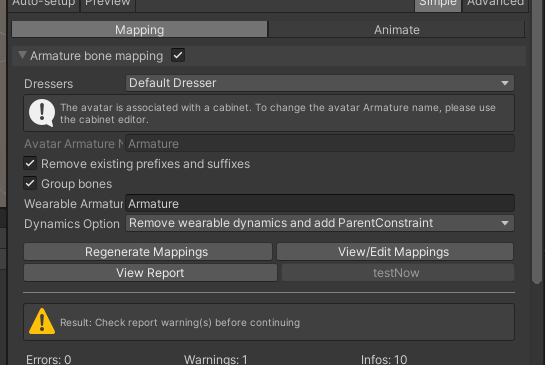 Auto-setup Preview Simple Advanced
Mapping Animate
Armature bone mapping
Dressers Default Dresser
The avatar is associated with a cabinet. To change the avatar Armature name, please use
the cabinet editor.
Avatar Armature N Armature
Remove existing prefixes and suffixes
Group bones
Wearable Armatur Armature
Dynamics Option Remove wearable dynamics and add ParentConstraint
Regenerate Mappings View/Edit Mappings
View Report testNow
Result: Check report warning(s) before continuing
Errors: 0 Warnings: 1 Infos: 10